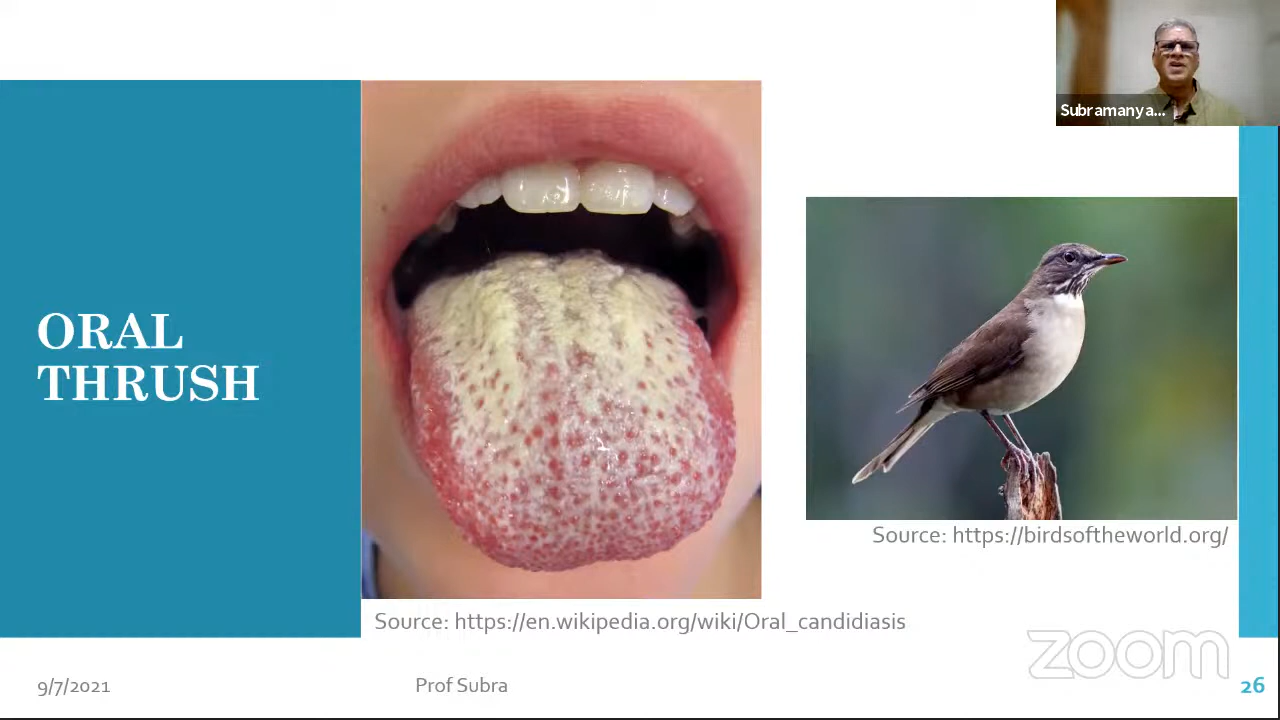 Subramanya...
ORAL
THRUSH
Source: https://birdsoftheworld.org/
Source: https://en.wikipedia.org/wiki/Oral_candidiasis
zoom
9/7/2021
Prof Subra
26